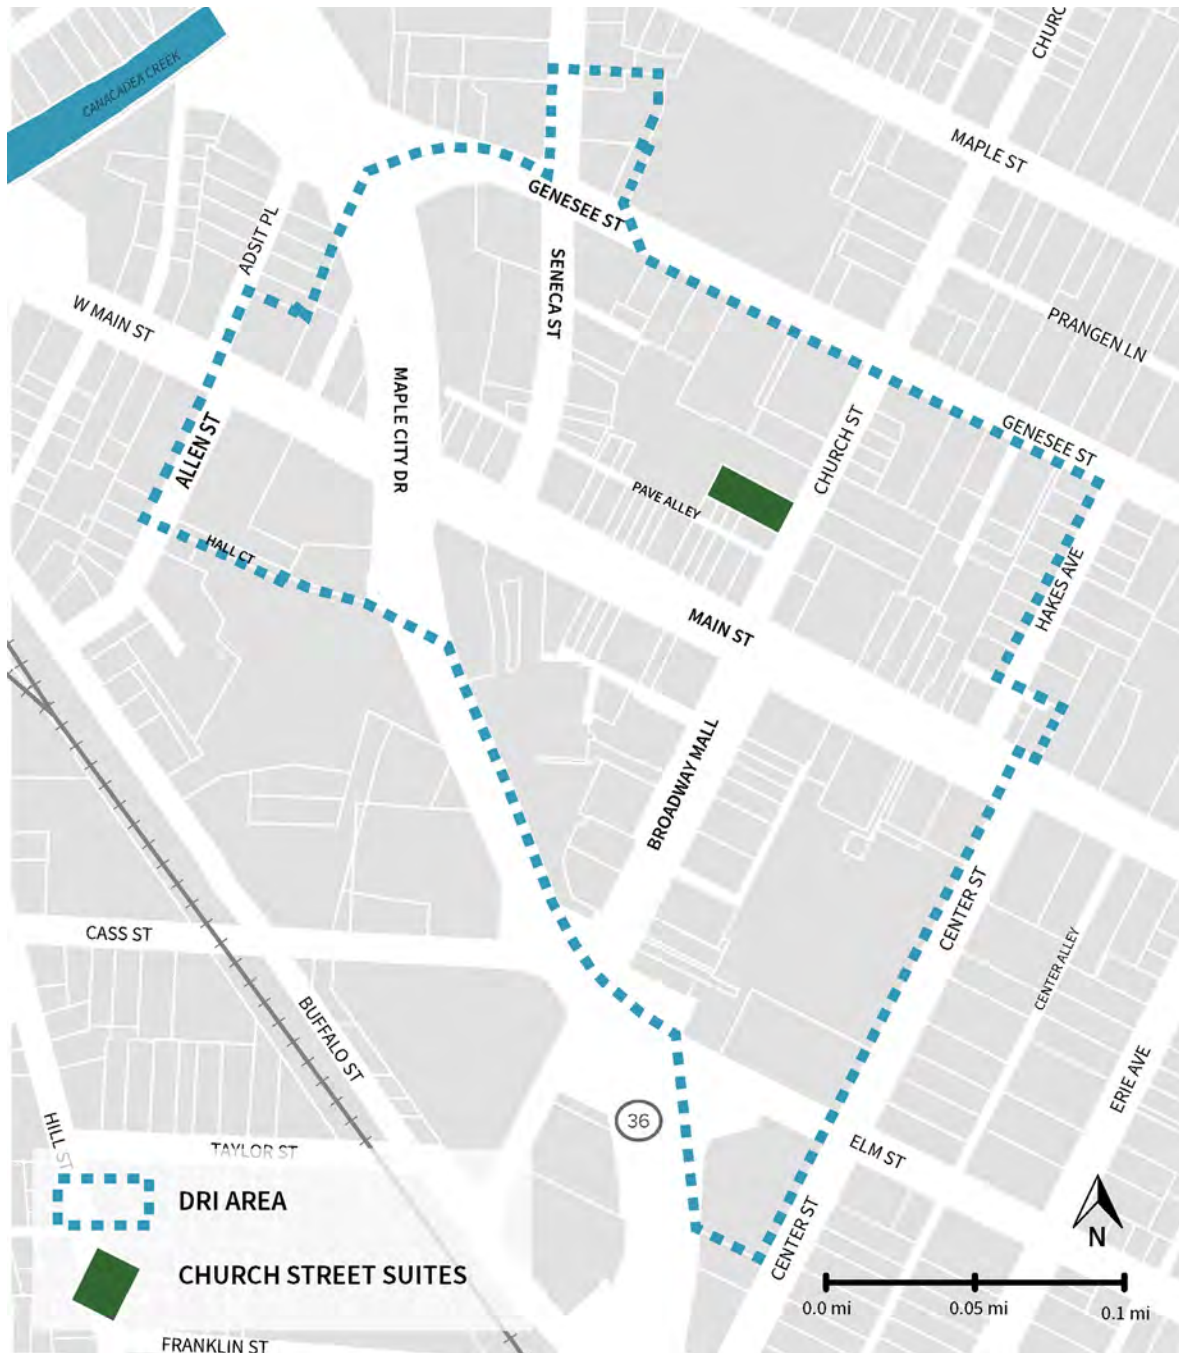 CHURC
CANACADEA CREEK
MAPLE ST
GENESEE ST
ADSIT PL
SENECA ST
W MAIN ST
PRANGEN LN
MAPLE CITY DR
ALLEN ST
CHURCH ST
GENESEE ST
PAVE ALLEY
HALL CT
HAKES AVE
MAIN ST
BROADWAY MALL
CENTER ST
CASS ST
CENTER ALLEY
BUFFALO ST
ERIE AVE
36
HILL ST
TAYLOR ST
ELM ST
DRI AREA
CENTER ST
N
CHURCH STREET SUITES
0.0 mi
0.05 mi
0.1 mi
FRANKLIN ST